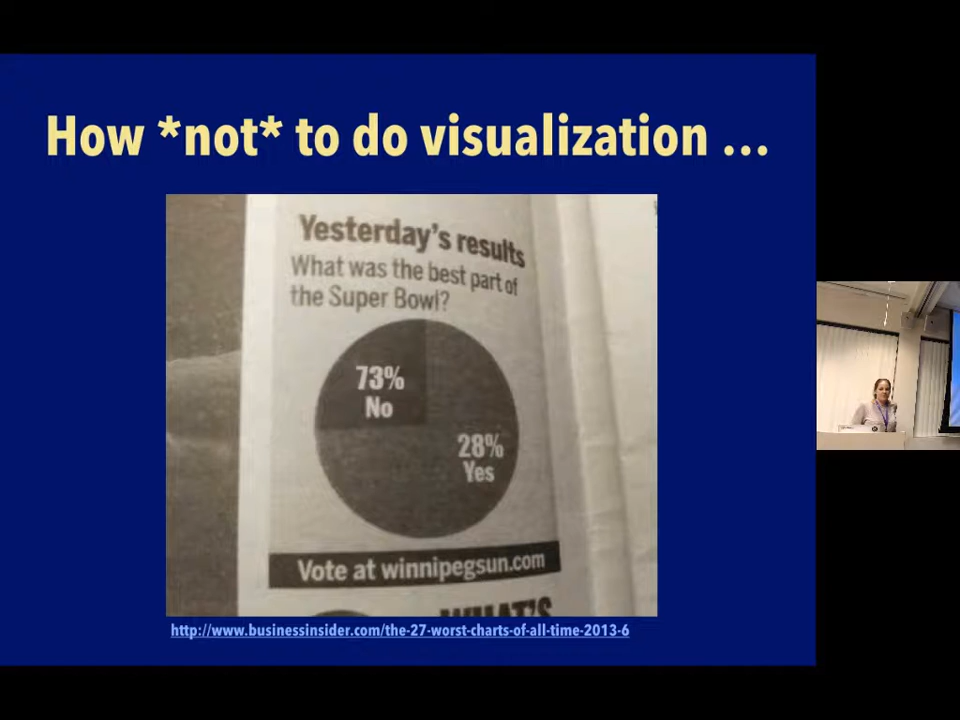 How *not* to do visualization ...
Yesterday's results
What was the best part of
the Super Bowl?
73%
No
28%
Yes
Vote at winnipegsun.com
WHAT'S
http://www.businessinsider.com/the-27-worst-charts-of-all-time-2013-6